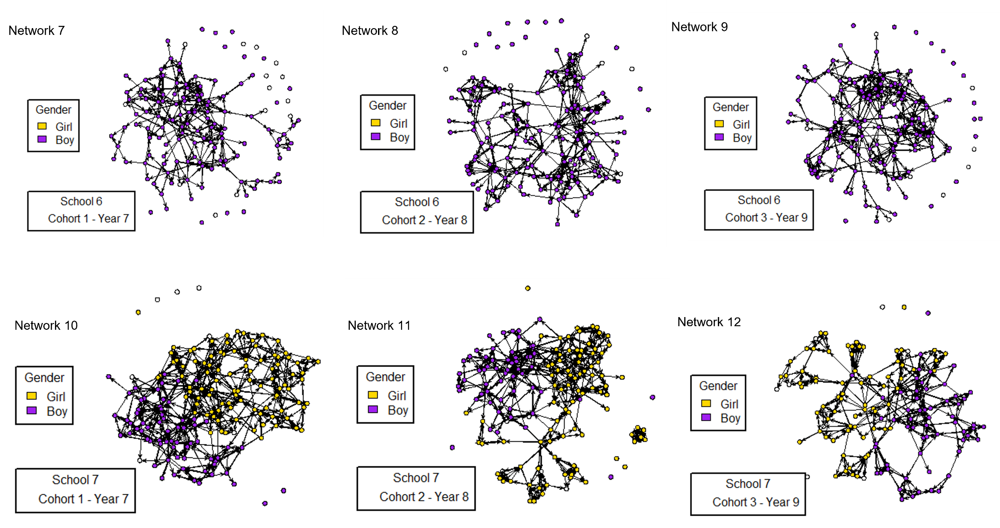 Network 7
Gender
Girl
Boy
School 6
Cohort 1 - Year 7
Network 8
Gender
Girl
Boy
School 6
Cohort 2 - Year 8
Network 9
Gender
Girl
Boy
School 6
Cohort 3 - Year 9
Network 10
Gender
Girl
Boy
School 7
Cohort 1 - Year 7
Network 11
Gender
Girl
Boy
School 7
Cohort 2 - Year 8
Network 12
Gender
Girl
Boy
School 7
Cohort 3 - Year 9